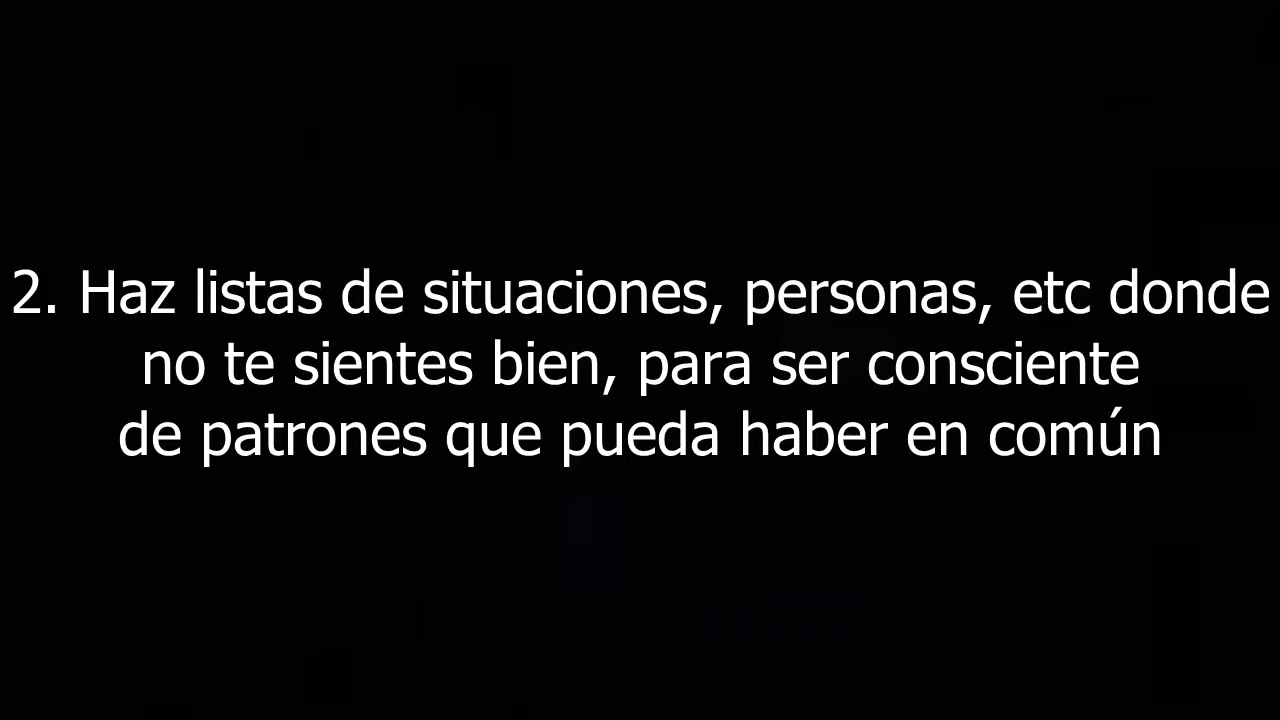 2. Haz listas de situaciones, personas, etc donde
no te sientes bien, para ser consciente
de patrones que pueda haber en común